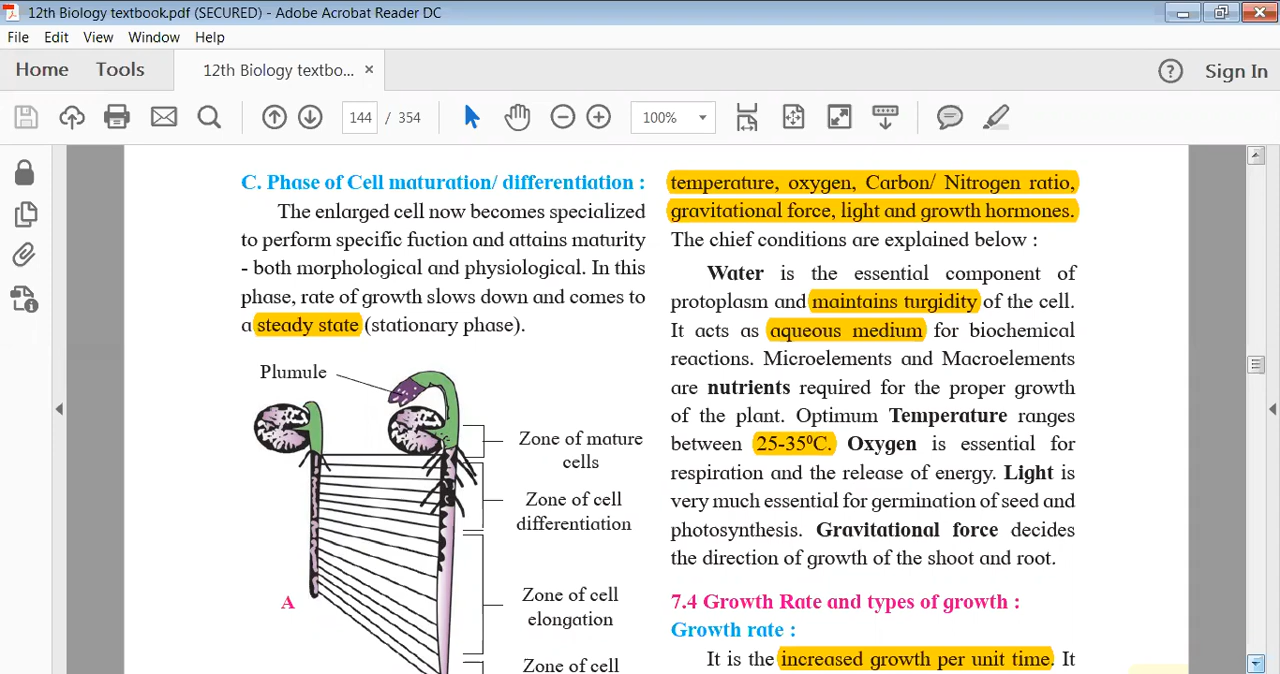 12th Biology textbook.pdf (SECURED) - Adobe Acrobat Reader DC
File Edit View Window Help
Home Tools 12th Biology textbo... × ? Sign In
144 / 354 100%
C. Phase of Cell maturation/ differentiation :
The enlarged cell now becomes specialized
to perform specific fuction and attains maturity
- both morphological and physiological. In this
phase, rate of growth slows down and comes to
a steady state (stationary phase).
Plumule
Zone of mature
cells
Zone of cell
differentiation
A
Zone of cell
elongation
Zone of cell
temperature, oxygen, Carbon/ Nitrogen ratio,
gravitational force, light and growth hormones.
The chief conditions are explained below :
Water is the essential component of
protoplasm and maintains turgidity of the cell.
It acts as aqueous medium for biochemical
reactions. Microelements and Macroelements
are nutrients required for the proper growth
of the plant. Optimum Temperature ranges
between 25-35⁰C. Oxygen is essential for
respiration and the release of energy. Light is
very much essential for germination of seed and
photosynthesis. Gravitational force decides
the direction of growth of the shoot and root.
7.4 Growth Rate and types of growth :
Growth rate :
It is the increased growth per unit time. It